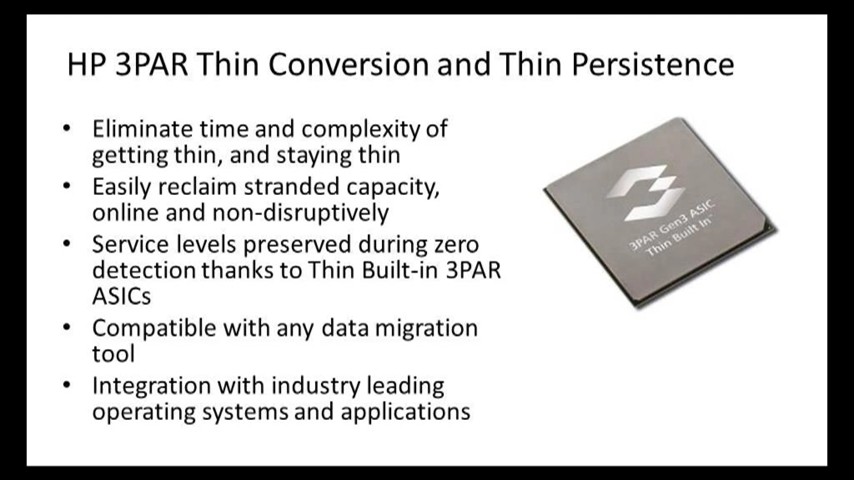 HP 3PAR Thin Conversion and Thin Persistence
• Eliminate time and complexity of
getting thin, and staying thin
• Easily reclaim stranded capacity,
online and non-disruptively
• Service levels preserved during zero
detection thanks to Thin Built-in 3PAR
ASICs
• Compatible with any data migration
tool
• Integration with industry leading
operating systems and applications
3PAR Gen3 ASIC
Thin Built In™